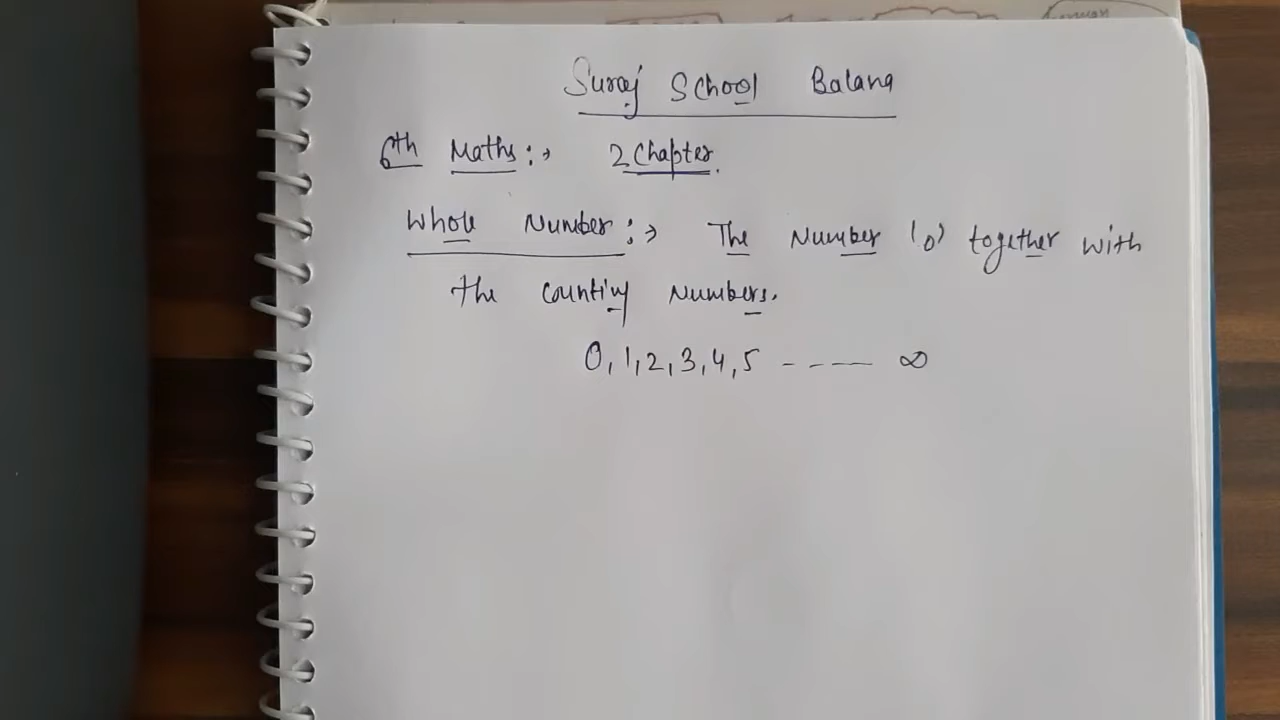 Suraj School Balana
6th Maths:→ 2 Chapter.
Whole Number:→ The Number '0' together with
the counting Numbers.
0, 1, 2, 3, 4, 5 ----- ∞